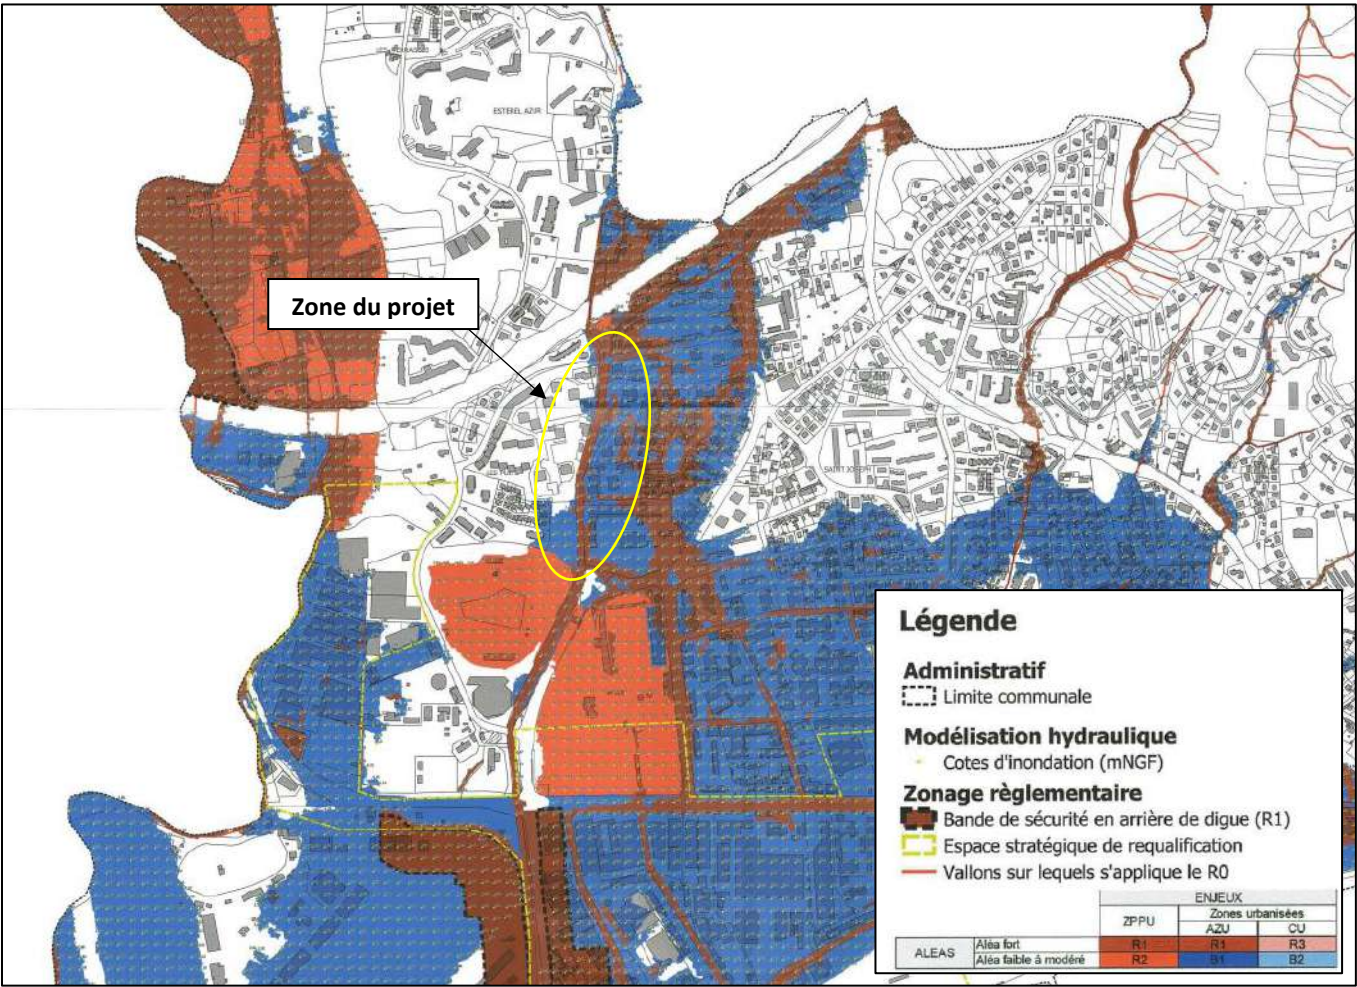 ESTEREL AZUR
Zone du projet
SAINT JOSEPH
Légende
Administratif
Limite communale
Modélisation hydraulique
Cotes d'inondation (mNGF)
Zonage règlementaire
Bande de sécurité en arrière de digue (R1)
Espace stratégique de requalification
Vallons sur lequels s'applique le R0
ENJEUX
ZPPU Zones urbanisées
AZU CU
ALEAS Aléa fort R1 R1 R3
Aléa faible à modéré R2 B1 B2